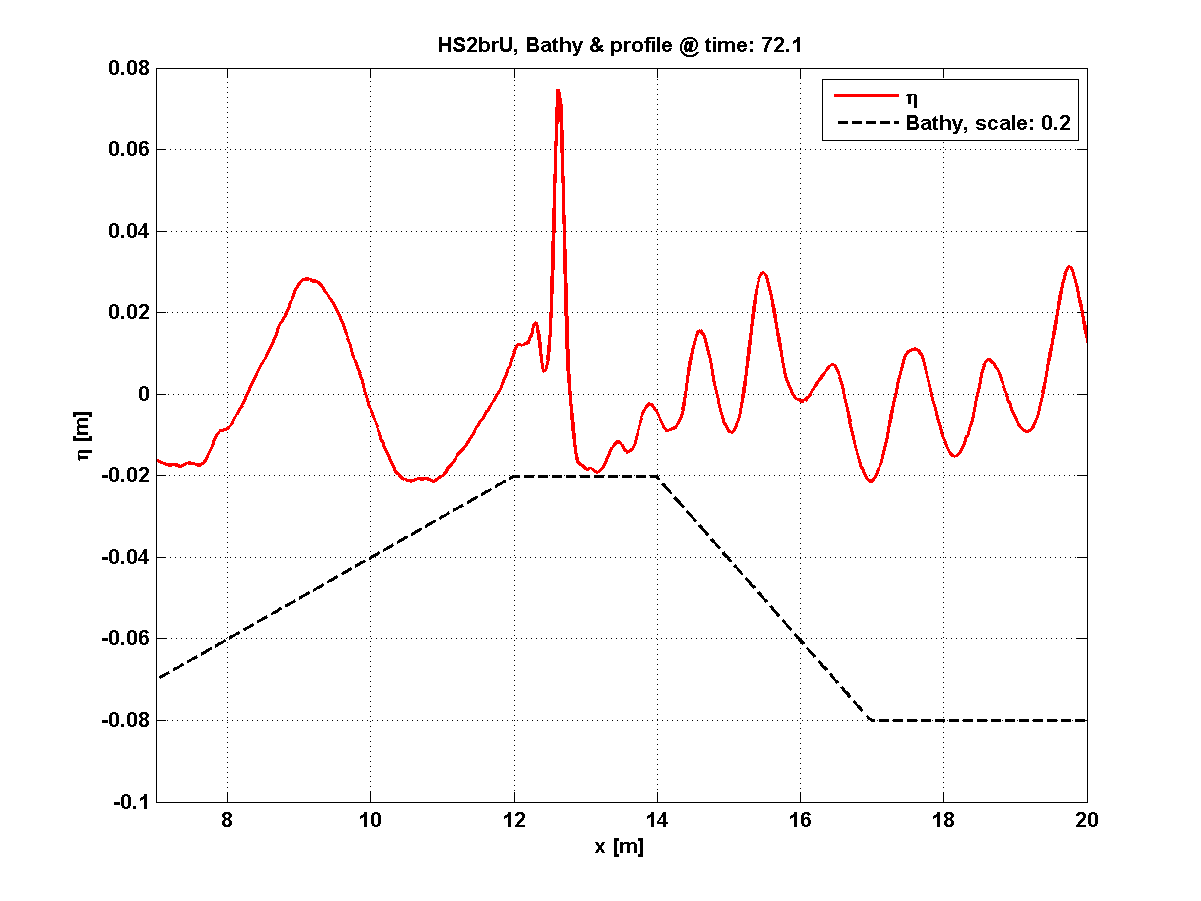 HS2brU, Bathy & profile @ time: 72.1
η
Bathy, scale: 0.2
0.08
0.06
0.04
0.02
0
-0.02
-0.04
-0.06
-0.08
-0.1
η [m]
8 10 12 14 16 18 20
x [m]